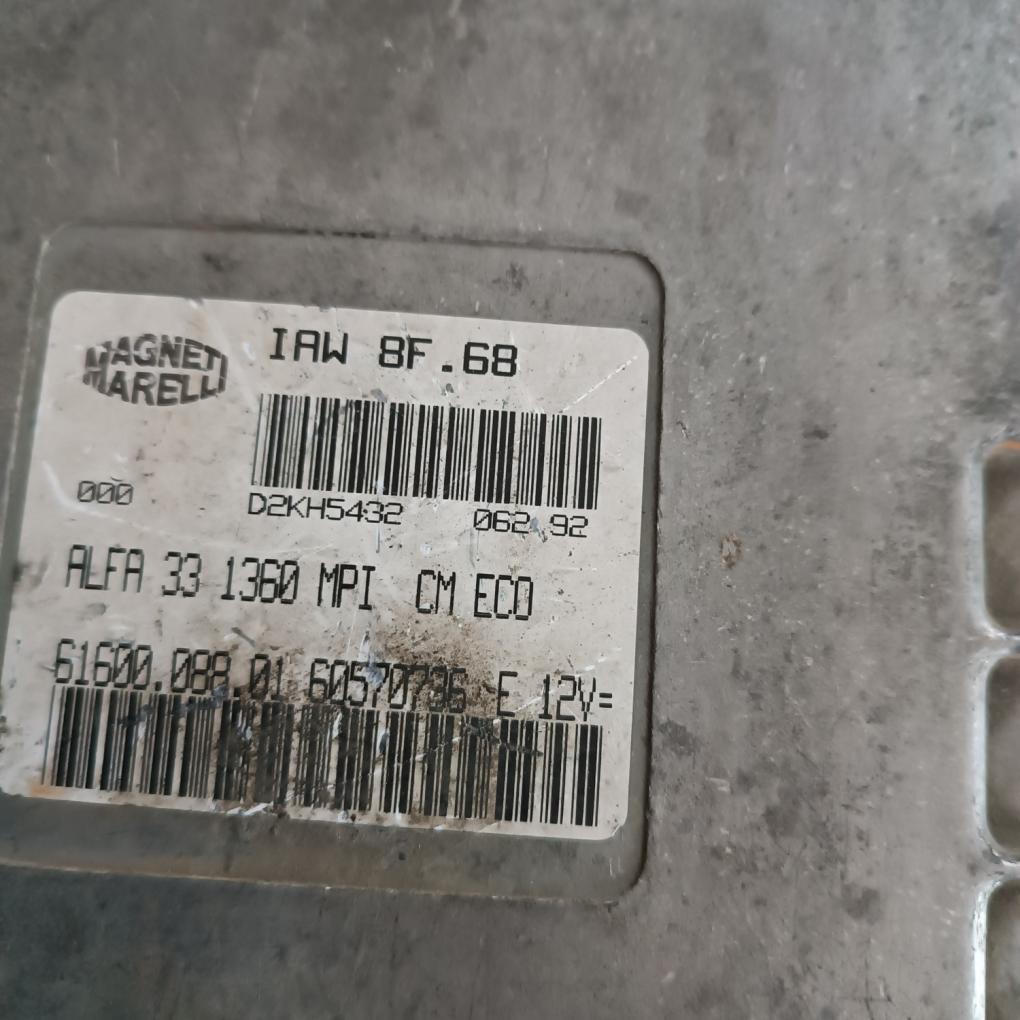 MAGNETI
MARELLI
IAW 8F.68
000
D2KH5432 062 92
ALFA 33 1360 MPI CM ECO
61600.088.01 60570736 E 12V=